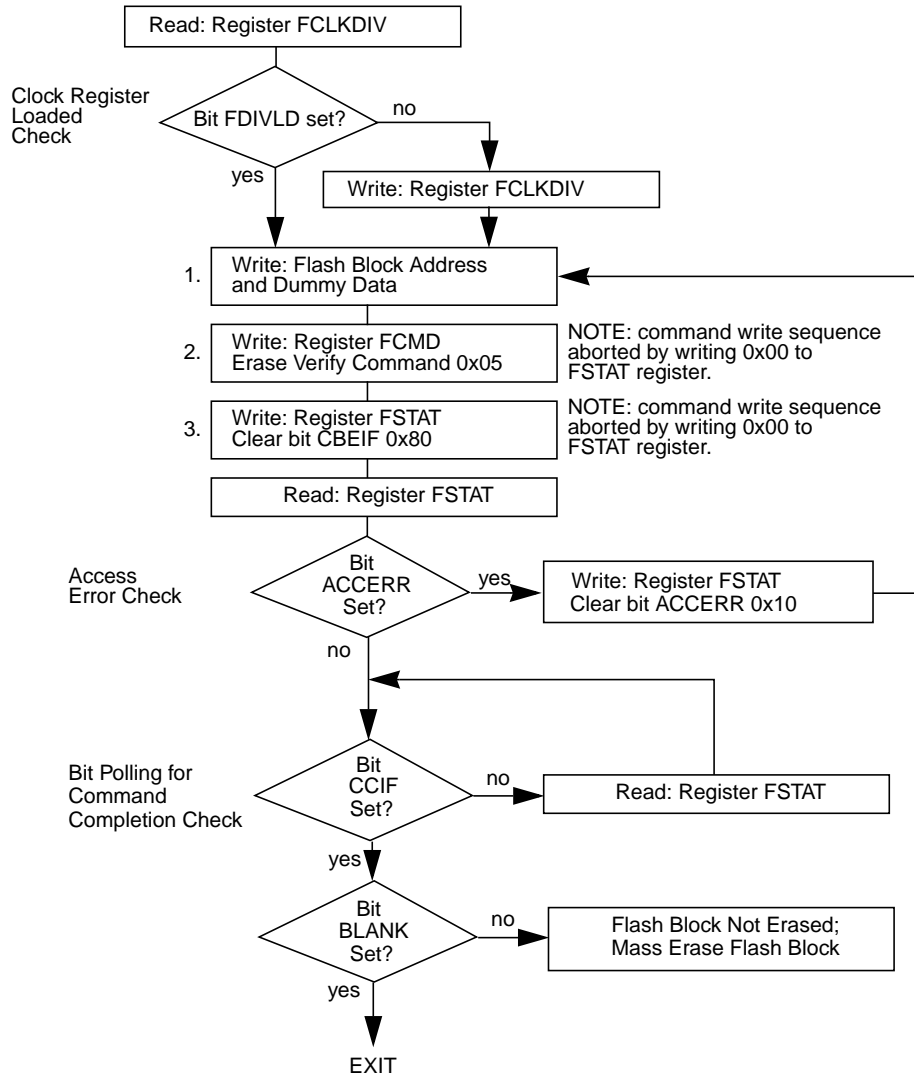 Read: Register FCLKDIV
Clock Register
Loaded
Check
Bit FDIVLD set?
no
yes
Write: Register FCLKDIV
1.
Write: Flash Block Address
and Dummy Data
2.
Write: Register FCMD
Erase Verify Command 0x05
NOTE: command write sequence
aborted by writing 0x00 to
FSTAT register.
3.
Write: Register FSTAT
Clear bit CBEIF 0x80
NOTE: command write sequence
aborted by writing 0x00 to
FSTAT register.
Read: Register FSTAT
Access
Error Check
Bit
ACCERR
Set?
yes
Write: Register FSTAT
Clear bit ACCERR 0x10
no
Bit Polling for
Command
Completion Check
Bit
CCIF
Set?
no
Read: Register FSTAT
yes
Bit
BLANK
Set?
no
Flash Block Not Erased;
Mass Erase Flash Block
yes
EXIT